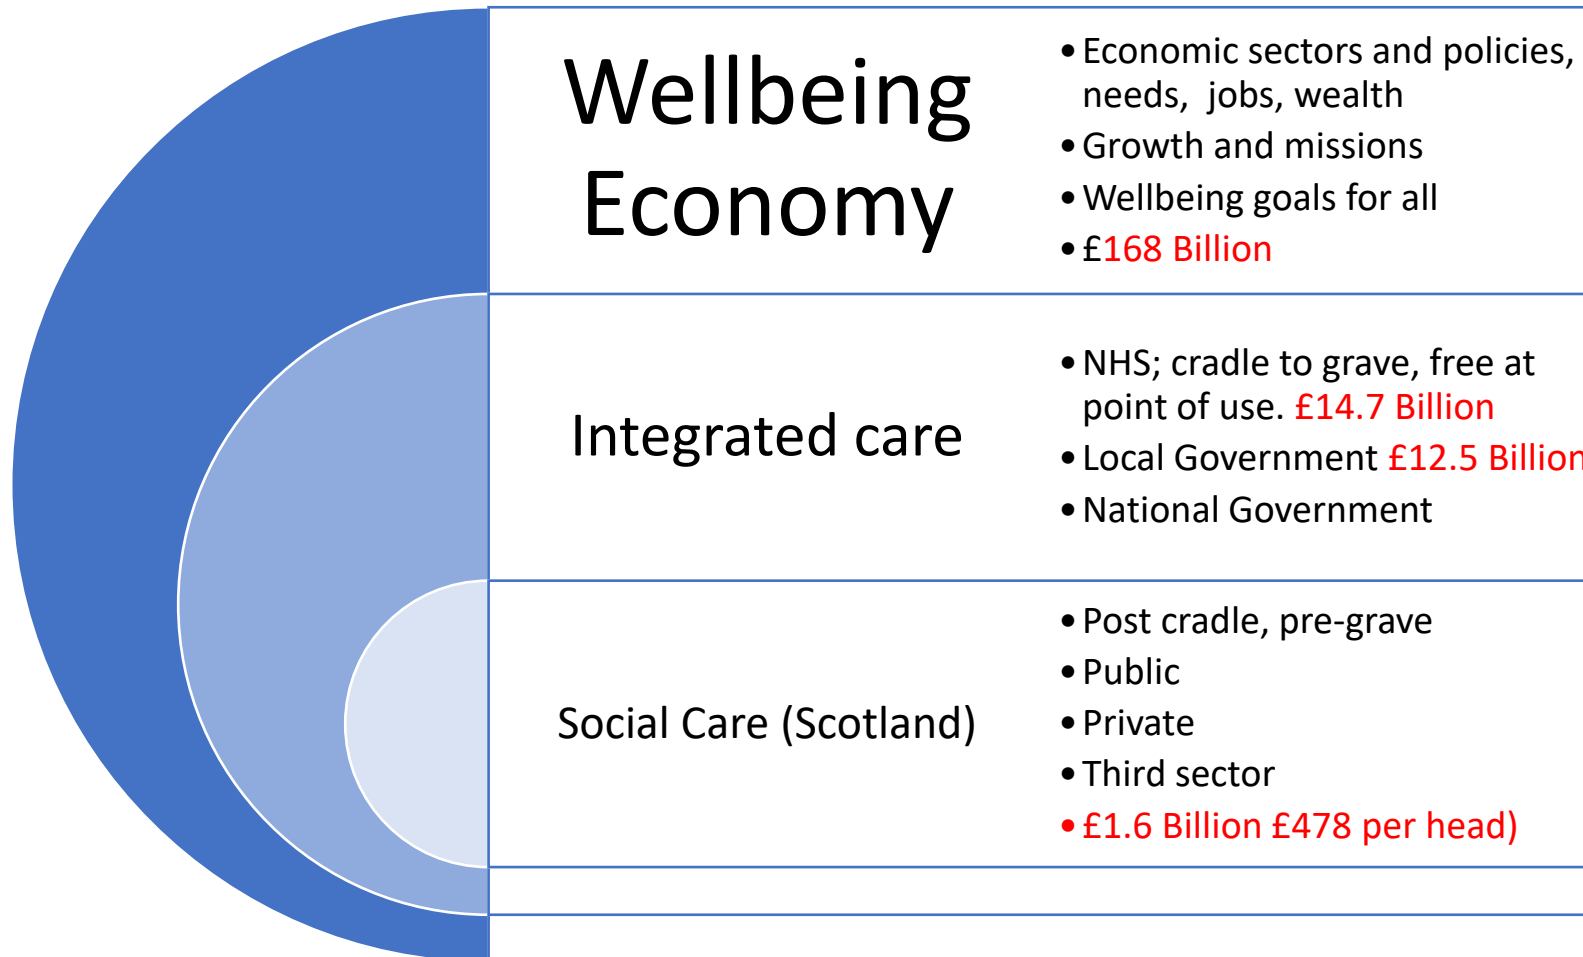 Wellbeing
Economy
• Economic sectors and policies,
needs, jobs, wealth
• Growth and missions
• Wellbeing goals for all
• £168 Billion
Integrated care
• NHS; cradle to grave, free at
point of use. £14.7 Billion
• Local Government £12.5 Billion
• National Government
Social Care (Scotland)
• Post cradle, pre-grave
• Public
• Private
• Third sector
• £1.6 Billion £478 per head)